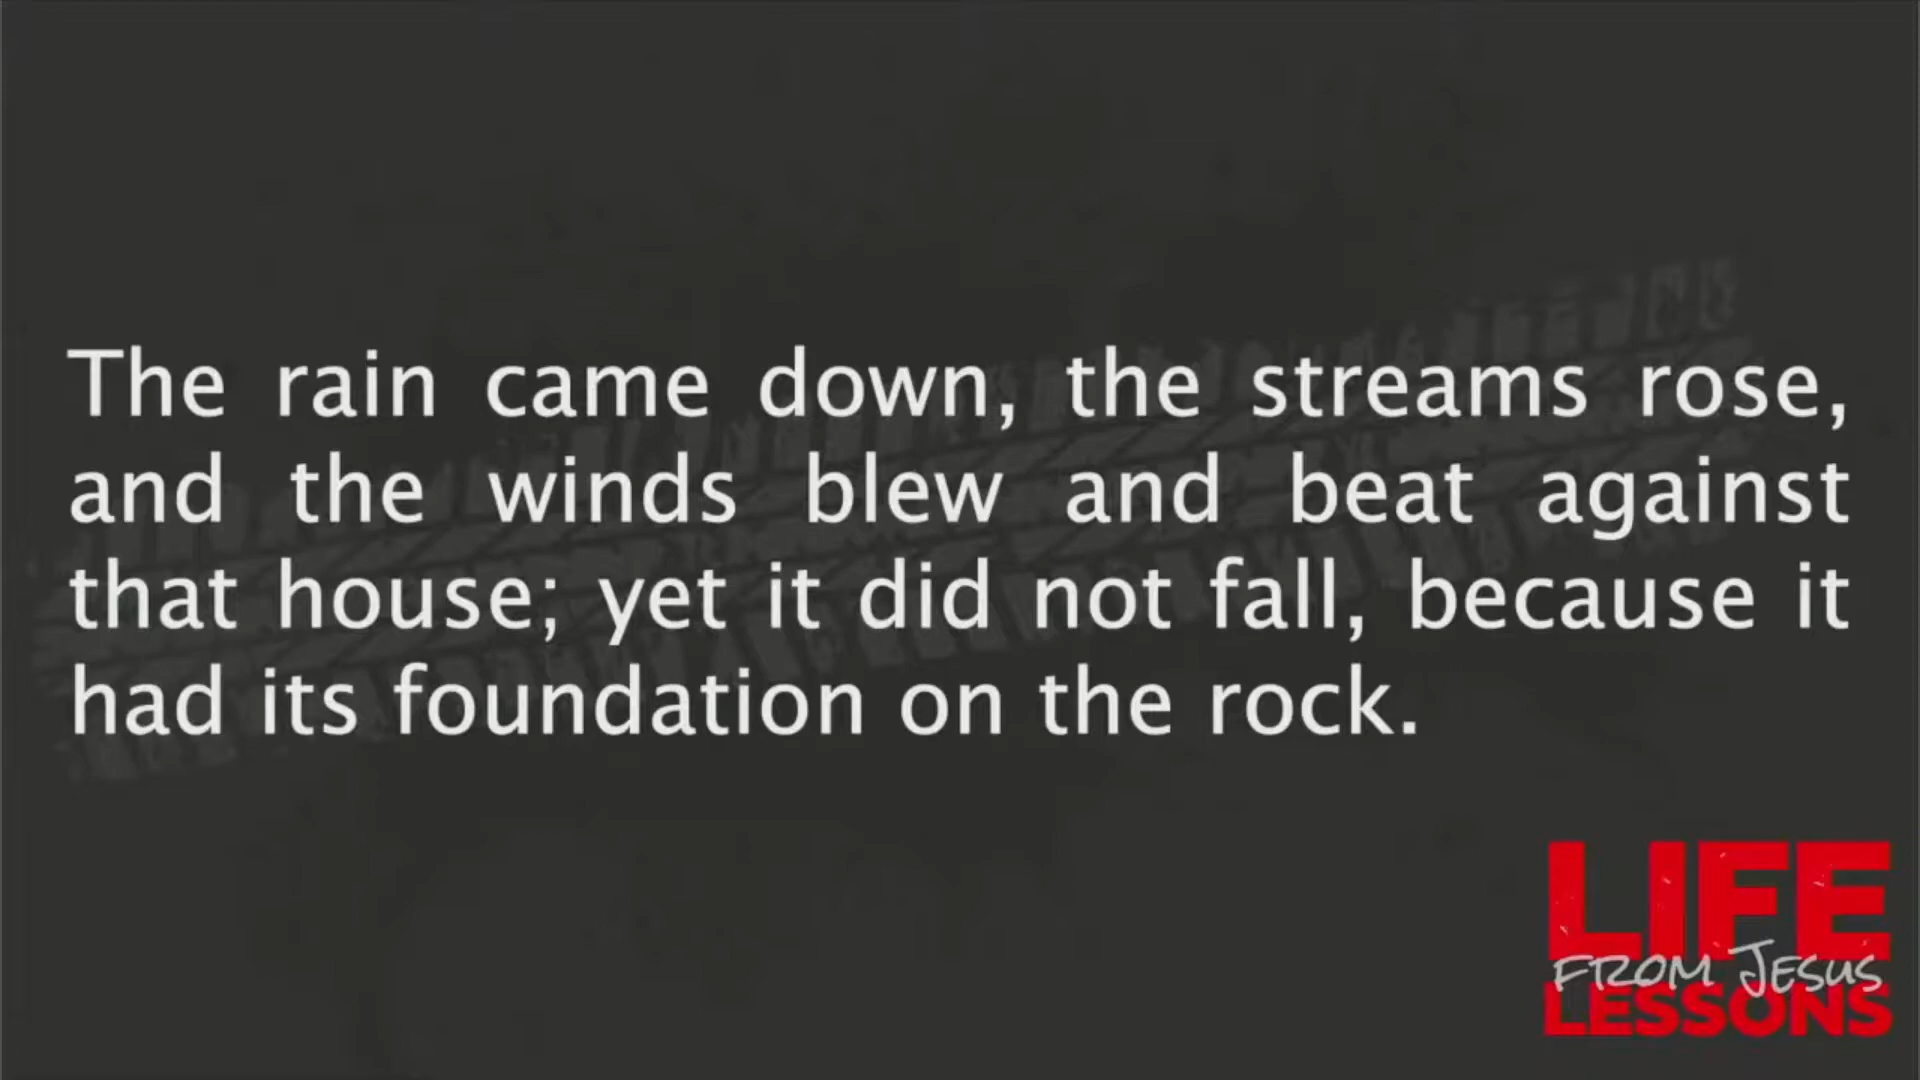 The rain came down, the streams rose,
and the winds blew and beat against
that house; yet it did not fall, because it
had its foundation on the rock.
LIFE
FROM JESUS
LESSONS